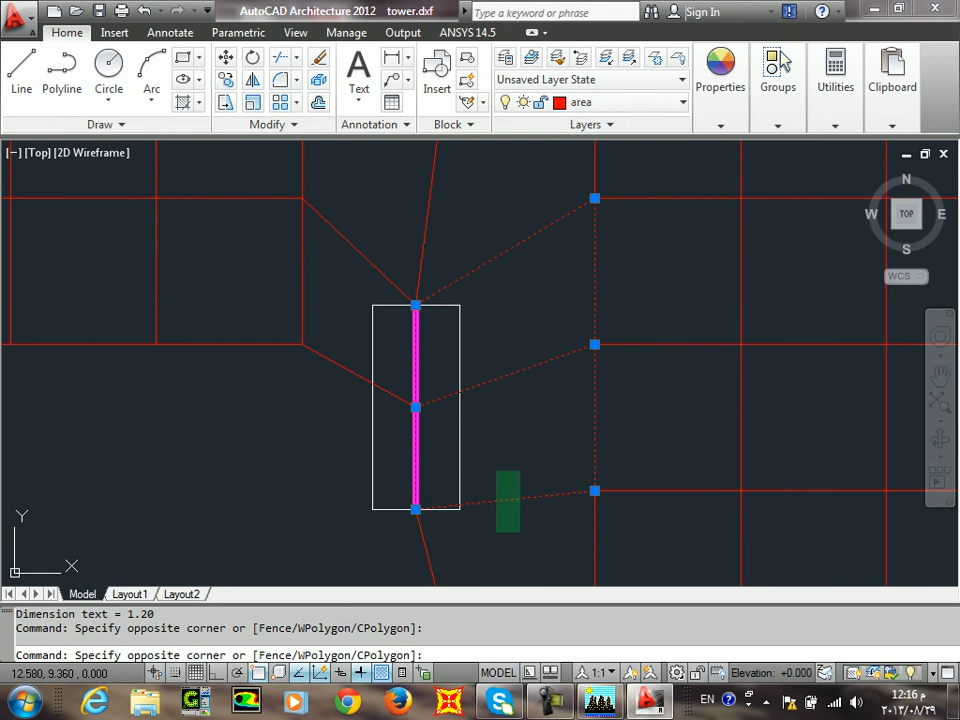 AutoCAD Architecture 2012 tower.dxf
Type a keyword or phrase
Sign In
Home Insert Annotate Parametric View Manage Output ANSYS 14.5
Line Polyline Circle Arc
Text
Insert
Unsaved Layer State
area
Properties Groups Utilities Clipboard
Draw Modify Annotation Block Layers
[−] [Top] [2D Wireframe]
N
W TOP E
S
WCS
Y
X
Model Layout1 Layout2
Dimension text = 1.20
Command: Specify opposite corner or [Fence/WPolygon/CPolygon]:
Command: Specify opposite corner or [Fence/WPolygon/CPolygon]:
12.580, 9.360, 0.000 MODEL 1:1 Elevation: +0.000
EN
12:16 م
٢٠١٣/٠٨/٢٩